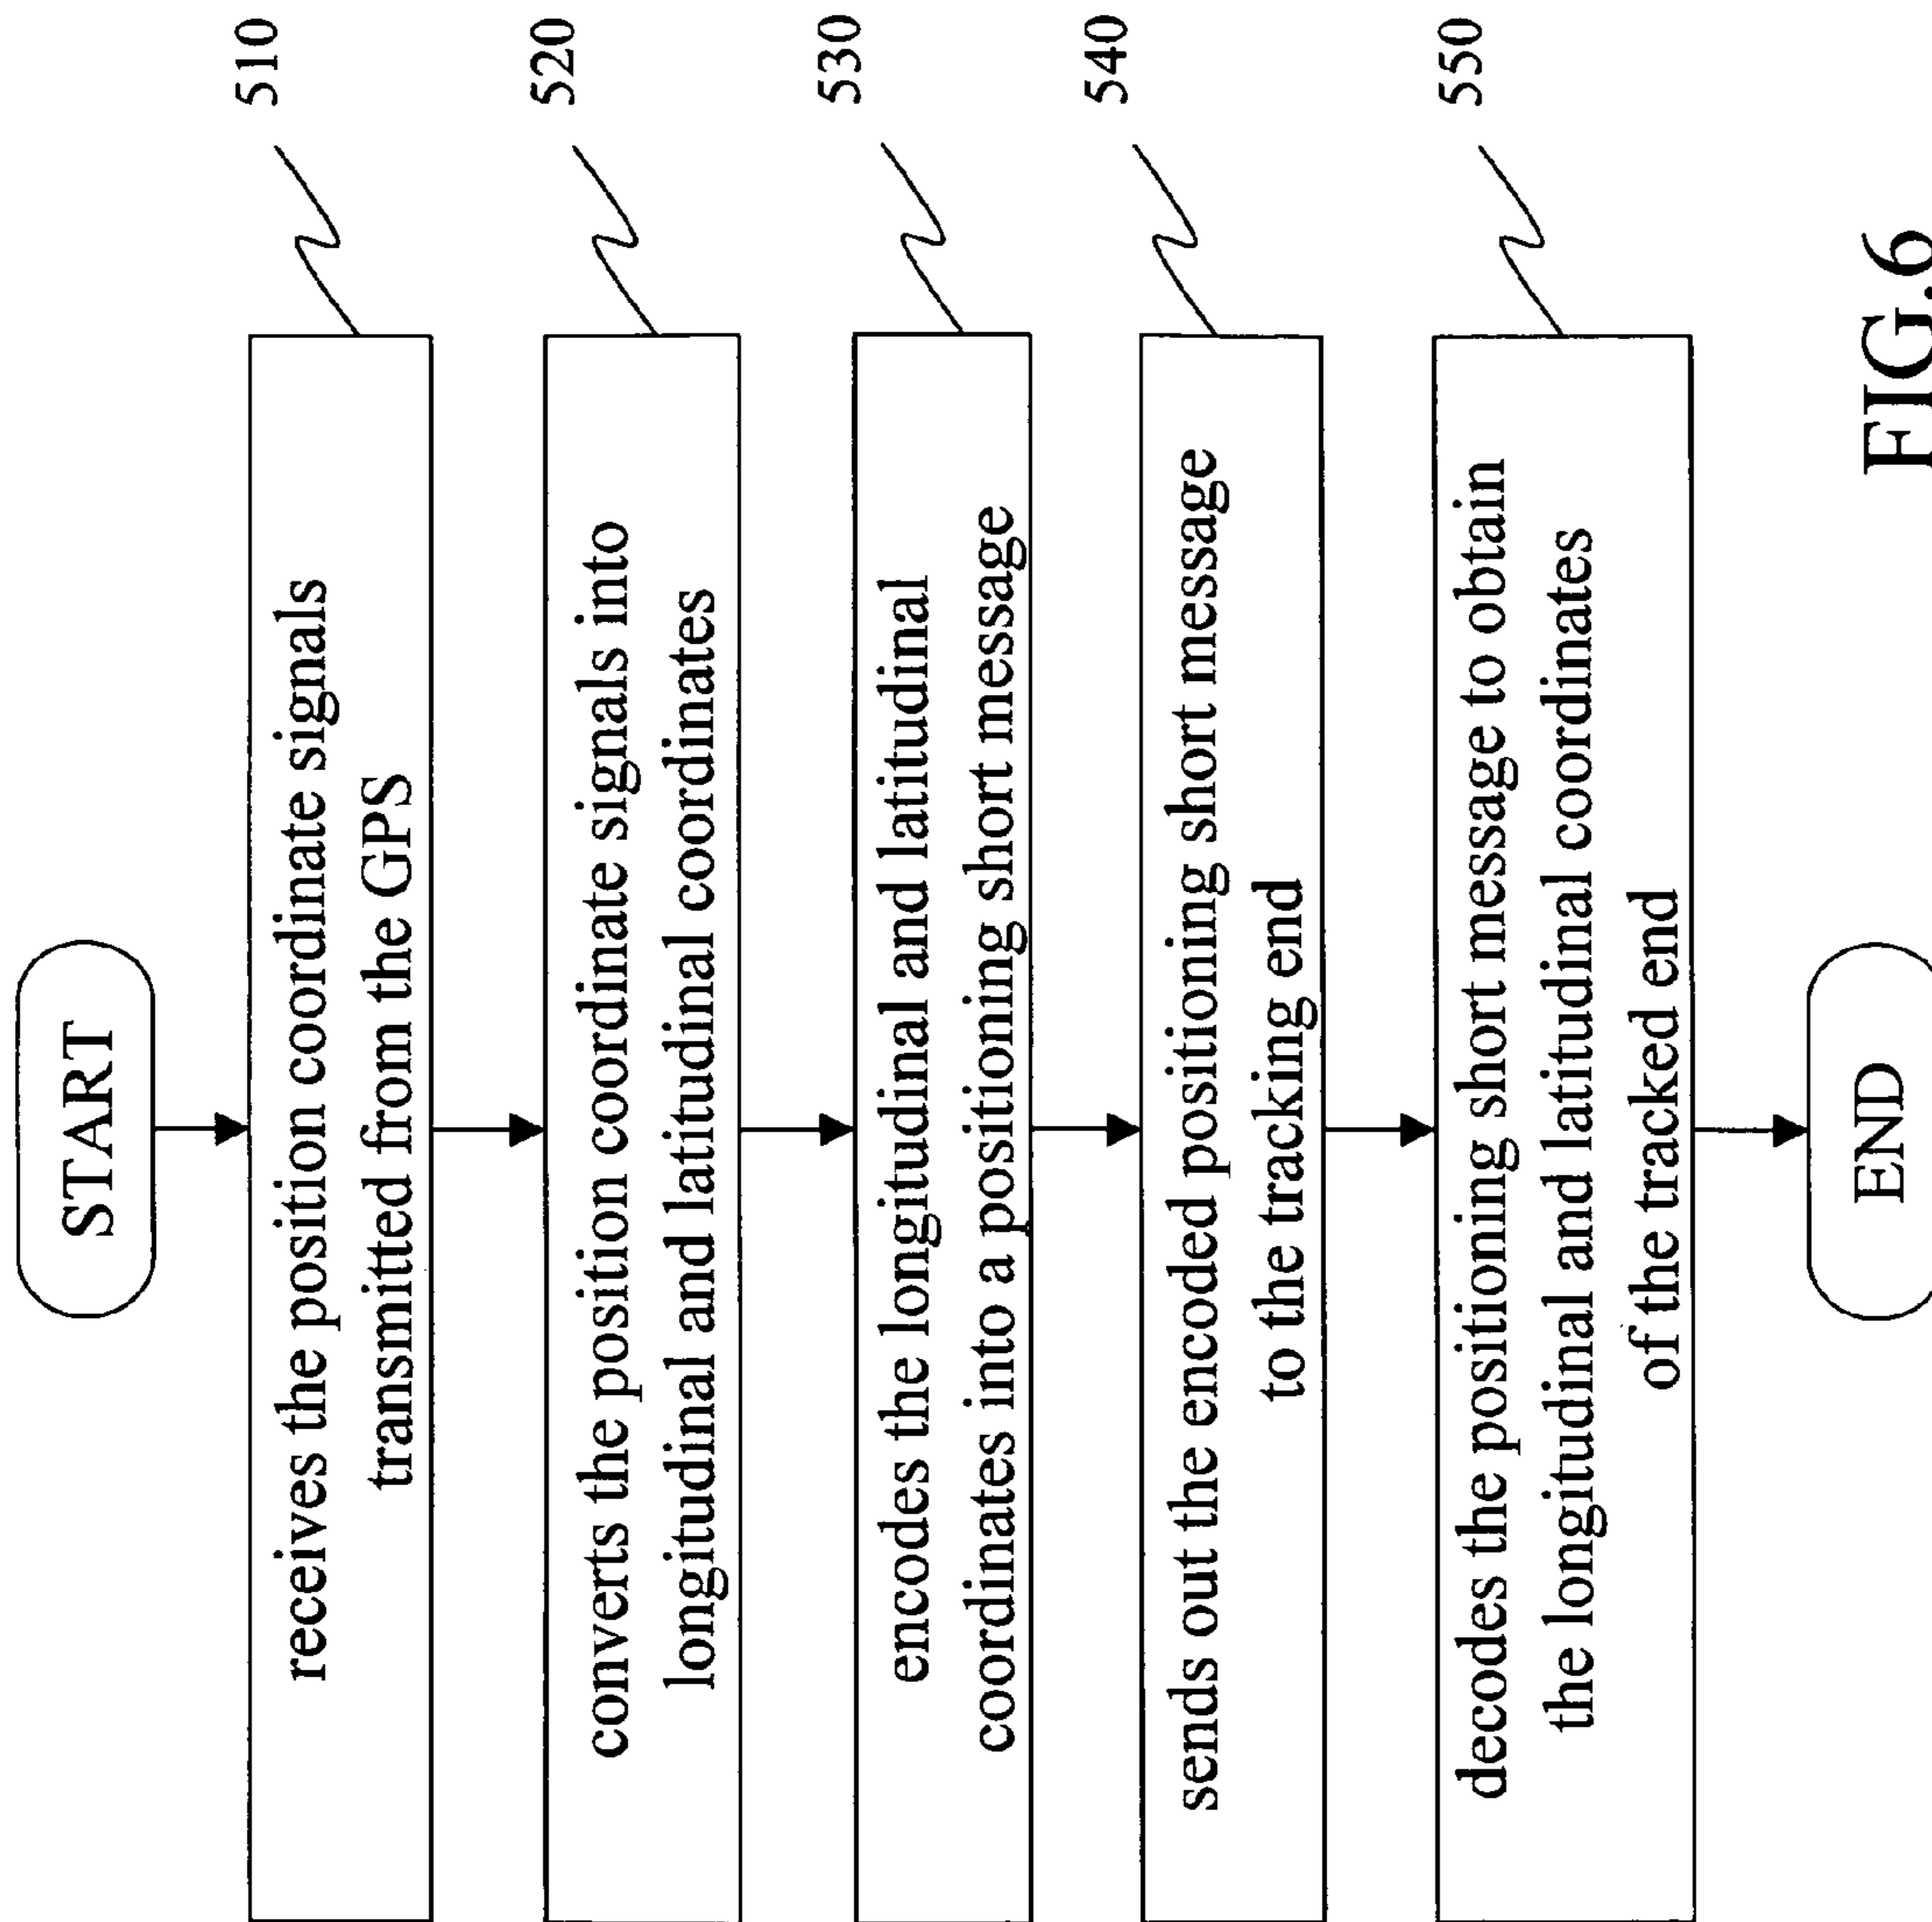 START
receives the position coordinate signals
transmitted from the GPS
510
converts the position coordinate signals into
longitudinal and latitudinal coordinates
520
encodes the longitudinal and latitudinal
coordinates into a positioning short message
530
sends out the encoded positioning short message
to the tracking end
540
decodes the positioning short message to obtain
the longitudinal and latitudinal coordinates
of the tracked end
550
END
FIG.6